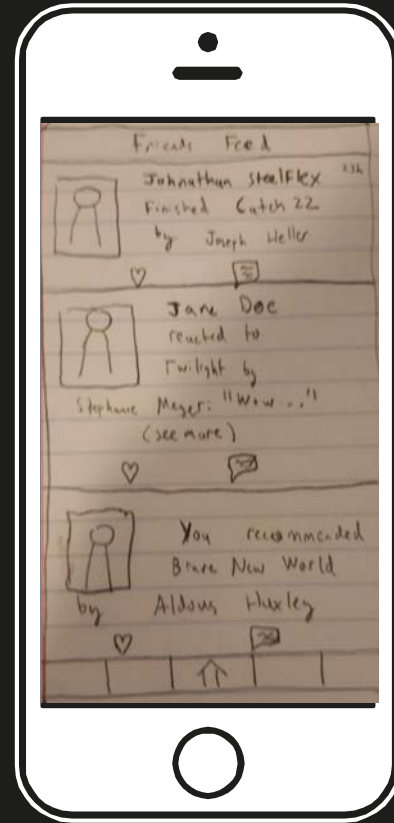 Friends Feed
Johnathan SteelFlex 23h
Finished Catch 22
by Joseph Heller
Jane Doe
reacted to
Twilight by
Stephanie Meyer: "Wow..."
(see more)
You recommended
Brave New World
by Aldous Huxley